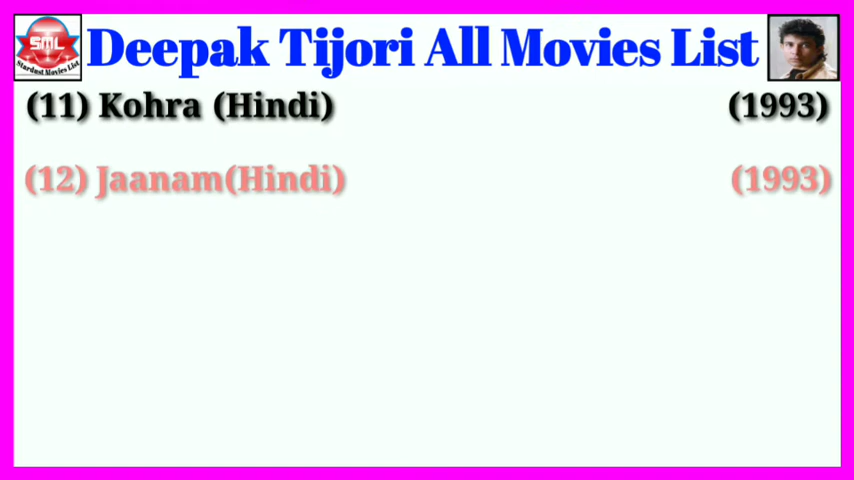 SML
Stardust Movies List
Deepak Tijori All Movies List
(11) Kohra (Hindi) (1993)
(12) Jaanam(Hindi) (1993)